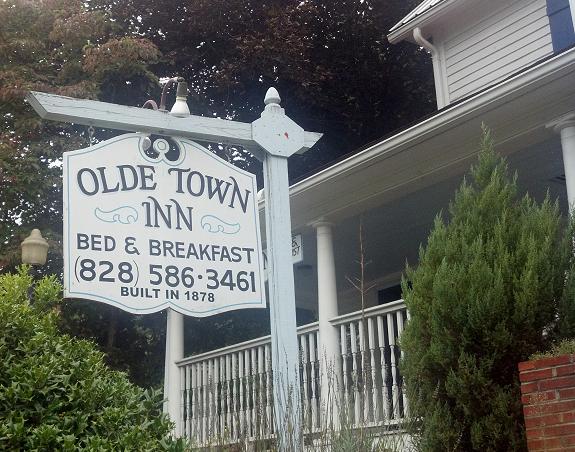 OLDE TOWN
INN
BED & BREAKFAST
(828) 586·3461
BUILT IN 1878